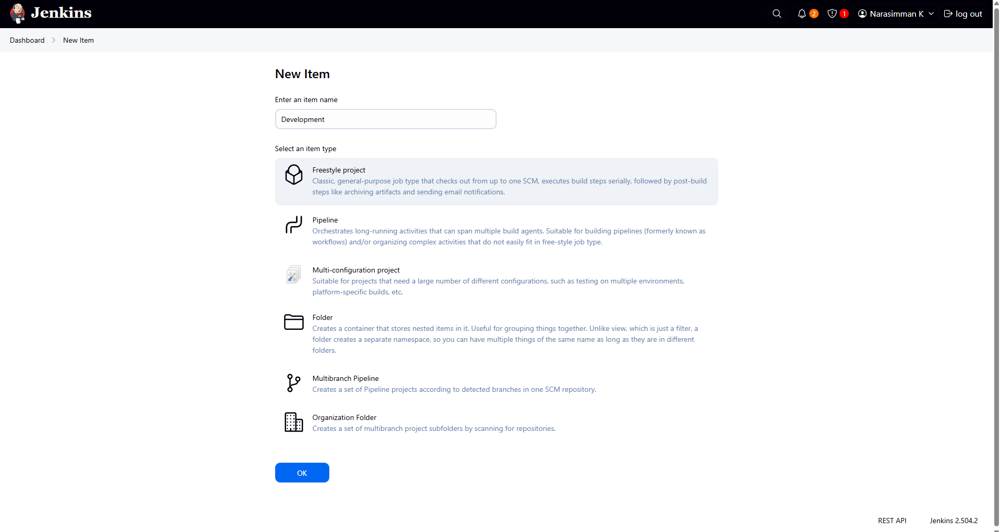 Jenkins
2
1
Narasimman K
log out
Dashboard
New Item
New Item
Enter an item name
Development
Select an item type
Freestyle project
Classic, general-purpose job type that checks out from up to one SCM, executes build steps serially, followed by post-build
steps like archiving artifacts and sending email notifications.
Pipeline
Orchestrates long-running activities that can span multiple build agents. Suitable for building pipelines (formerly known as
workflows) and/or organizing complex activities that do not easily fit in free-style job type.
Multi-configuration project
Suitable for projects that need a large number of different configurations, such as testing on multiple environments,
platform-specific builds, etc.
Folder
Creates a container that stores nested items in it. Useful for grouping things together. Unlike view, which is just a filter, a
folder creates a separate namespace, so you can have multiple things of the same name as long as they are in different
folders.
Multibranch Pipeline
Creates a set of Pipeline projects according to detected branches in one SCM repository.
Organization Folder
Creates a set of multibranch project subfolders by scanning for repositories.
OK
REST API
Jenkins 2.504.2